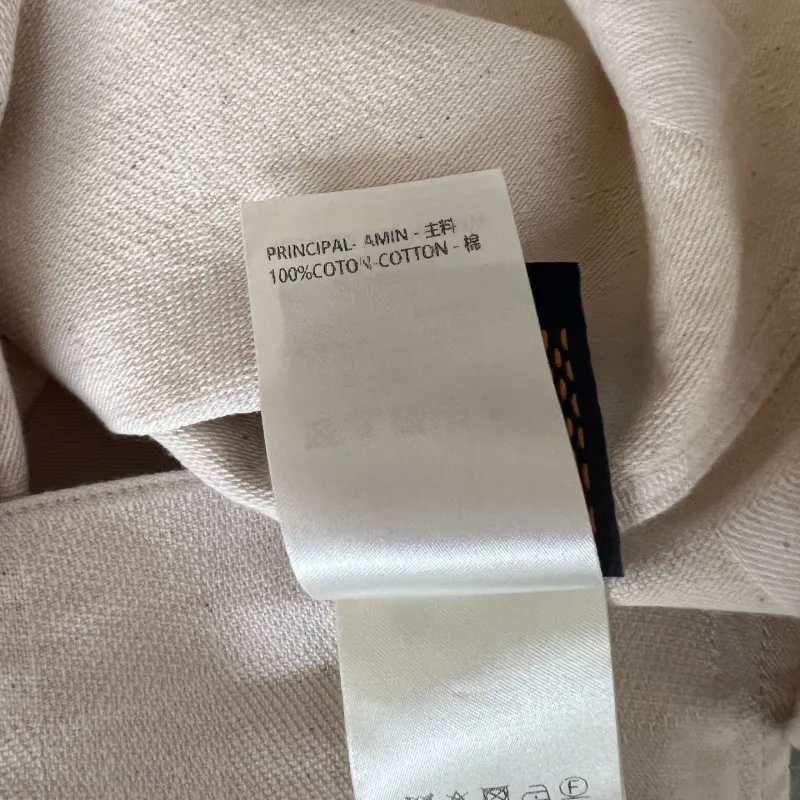 PRINCIPAL- AMIN - 主料
100%COTON-COTTON - 棉
F